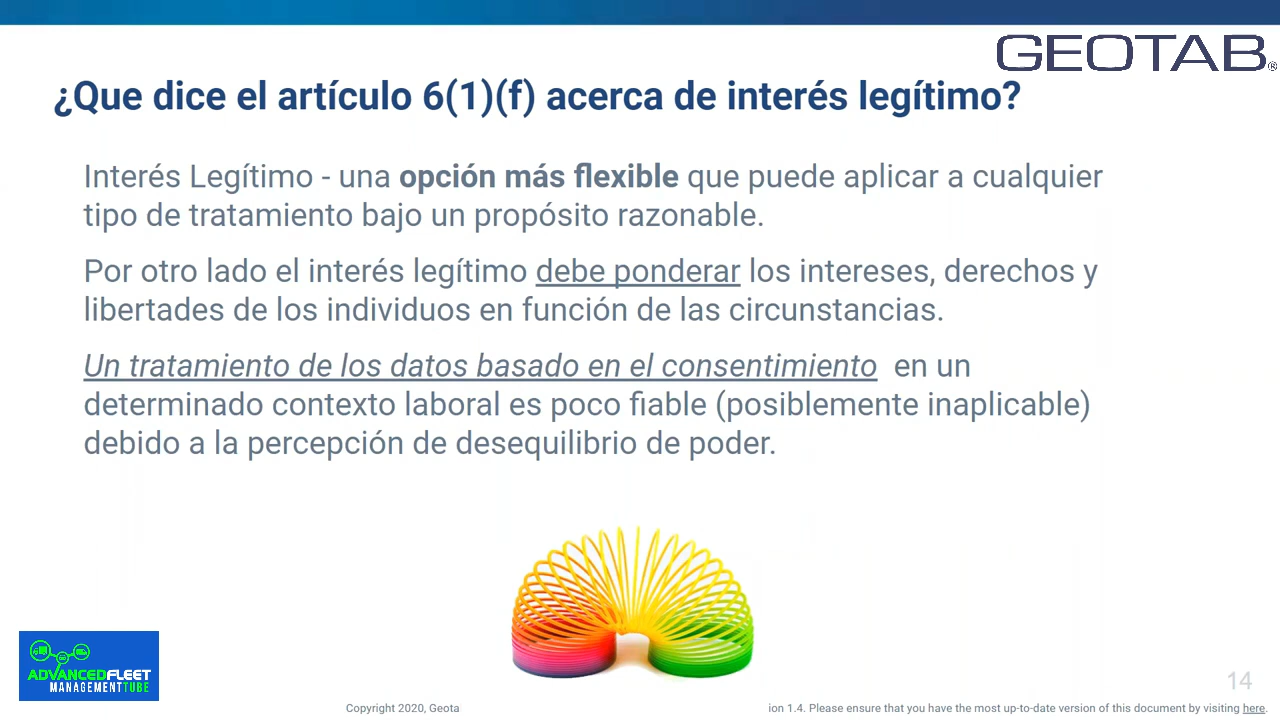 GEOTAB®
¿Que dice el artículo 6(1)(f) acerca de interés legítimo?
Interés Legítimo - una opción más flexible que puede aplicar a cualquier
tipo de tratamiento bajo un propósito razonable.
Por otro lado el interés legítimo debe ponderar los intereses, derechos y
libertades de los individuos en función de las circunstancias.
Un tratamiento de los datos basado en el consentimiento en un
determinado contexto laboral es poco fiable (posiblemente inaplicable)
debido a la percepción de desequilibrio de poder.
ADVANCEDFLEET
MANAGEMENTTUBE
14
Copyright 2020, Geota
ion 1.4. Please ensure that you have the most up-to-date version of this document by visiting here.